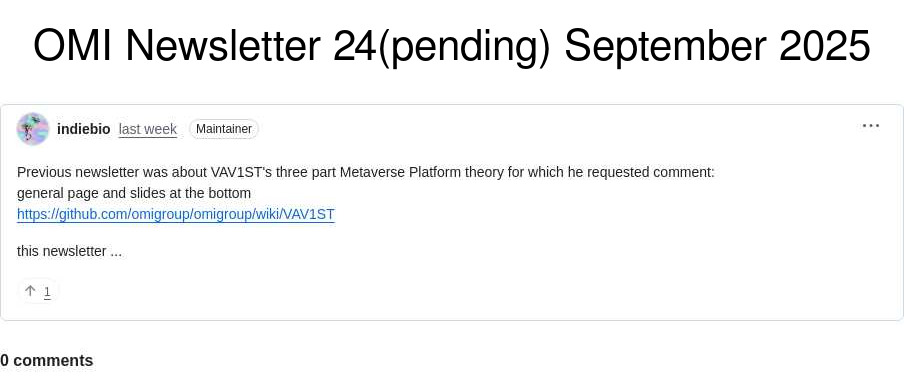 OMI Newsletter 24(pending) September 2025
indiebio last week Maintainer
Previous newsletter was about VAV1ST's three part Metaverse Platform theory for which he requested comment:
general page and slides at the bottom
https://github.com/omigroup/omigroup/wiki/VAV1ST
this newsletter ...
1
0 comments